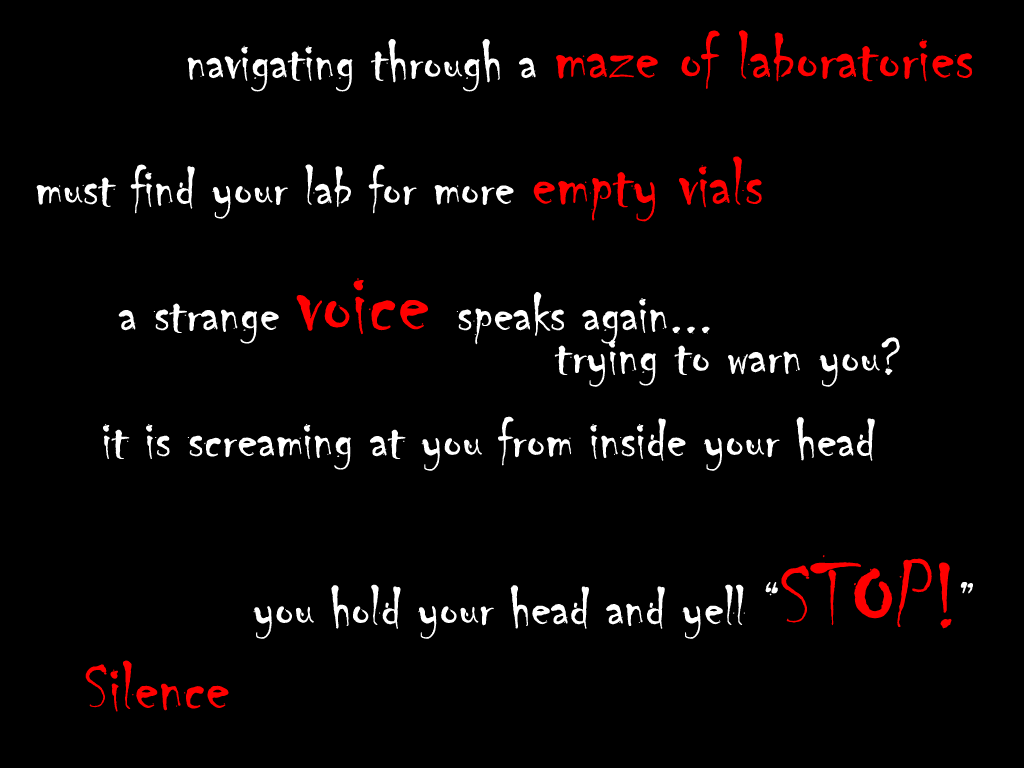 navigating through a maze of laboratories
must find your lab for more empty vials
a strange voice speaks again...
trying to warn you?
it is screaming at you from inside your head
you hold your head and yell “STOP!”
Silence